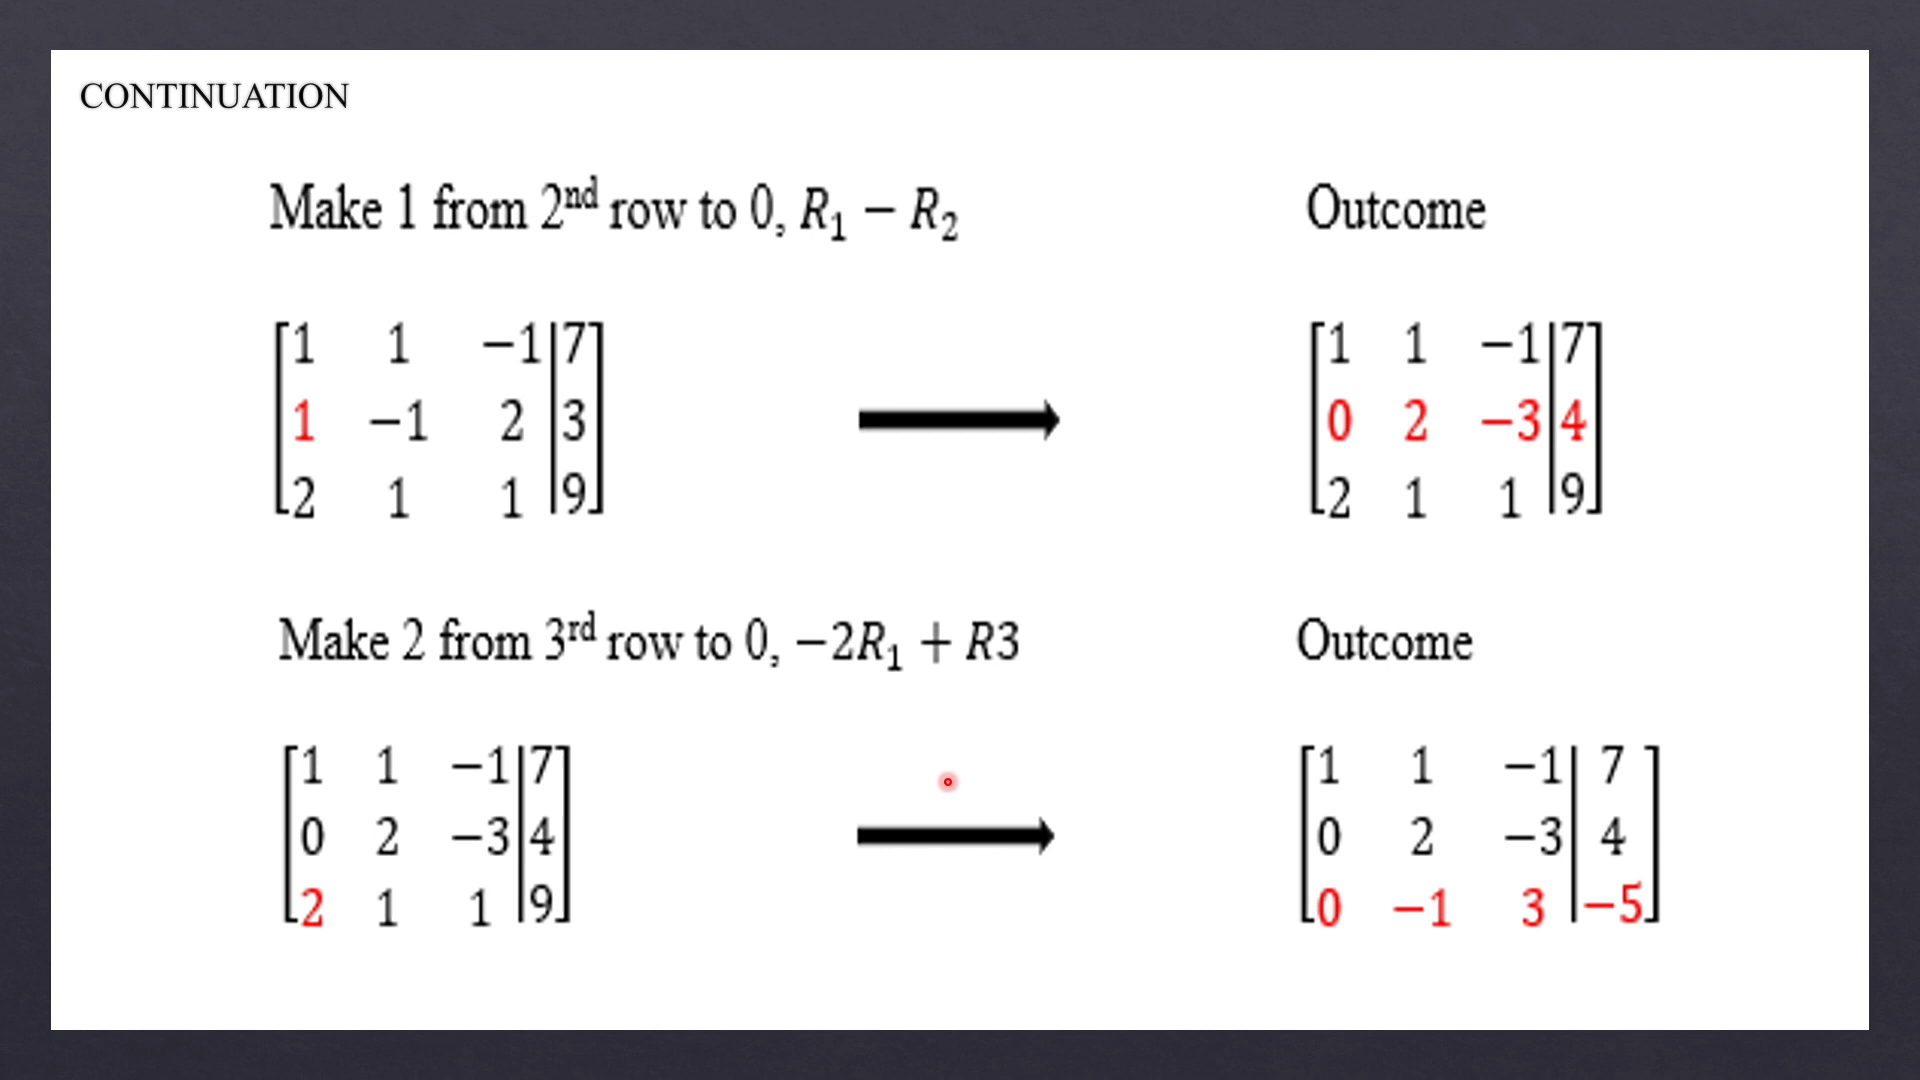 CONTINUATION
Make 1 from 2nd row to 0, R₁ − R₂ Outcome
[1 1 −1|7] [1 1 −1|7]
[1 −1 2|3] [0 2 −3|4]
[2 1 1|9] [2 1 1|9]
Make 2 from 3rd row to 0, −2R₁ + R3 Outcome
[1 1 −1|7] [1 1 −1|7]
[0 2 −3|4] [0 2 −3|4]
[2 1 1|9] [0 −1 3|−5]